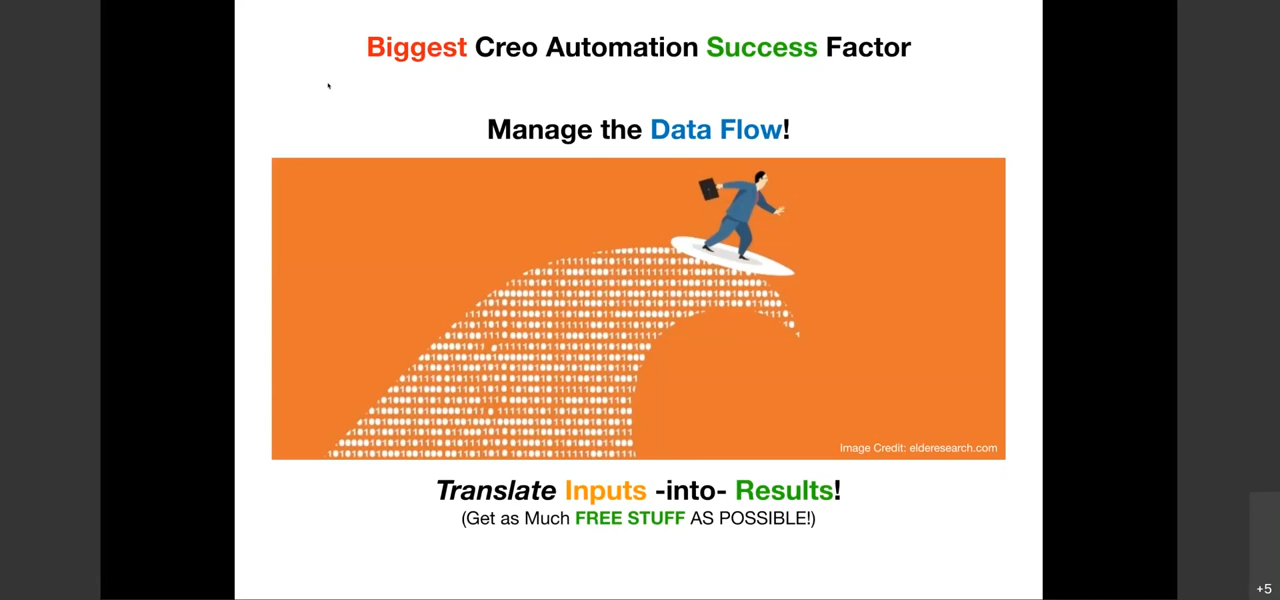 Biggest Creo Automation Success Factor
Manage the Data Flow!
Image Credit: elderesearch.com
Translate Inputs -into- Results!
(Get as Much FREE STUFF AS POSSIBLE!)
+5